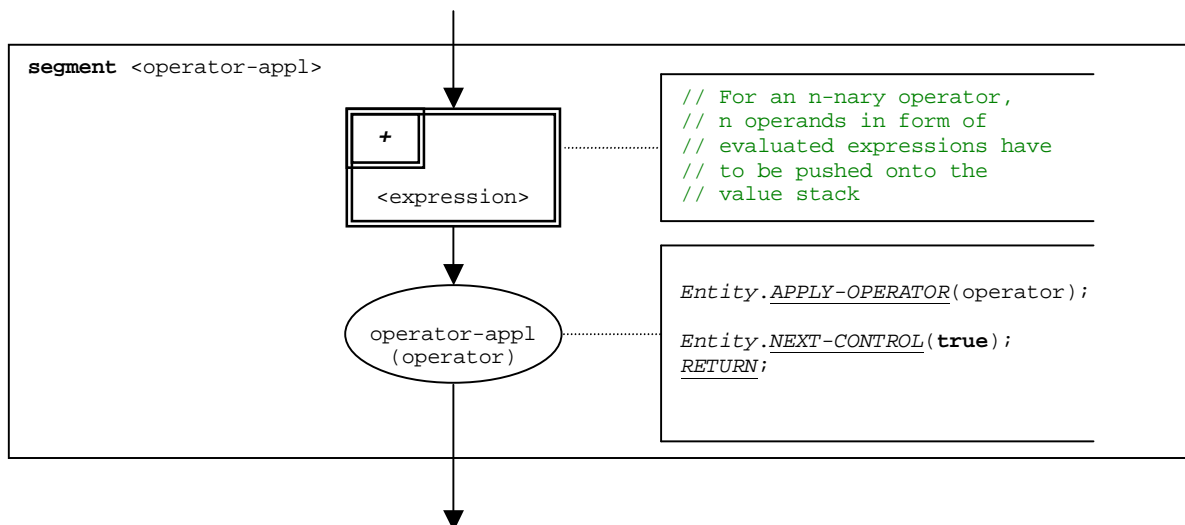 segment <operator-appl>
+
<expression>
// For an n-nary operator,
// n operands in form of
// evaluated expressions have
// to be pushed onto the
// value stack
operator-appl
(operator)
Entity.APPLY-OPERATOR(operator);
Entity.NEXT-CONTROL(true);
RETURN;